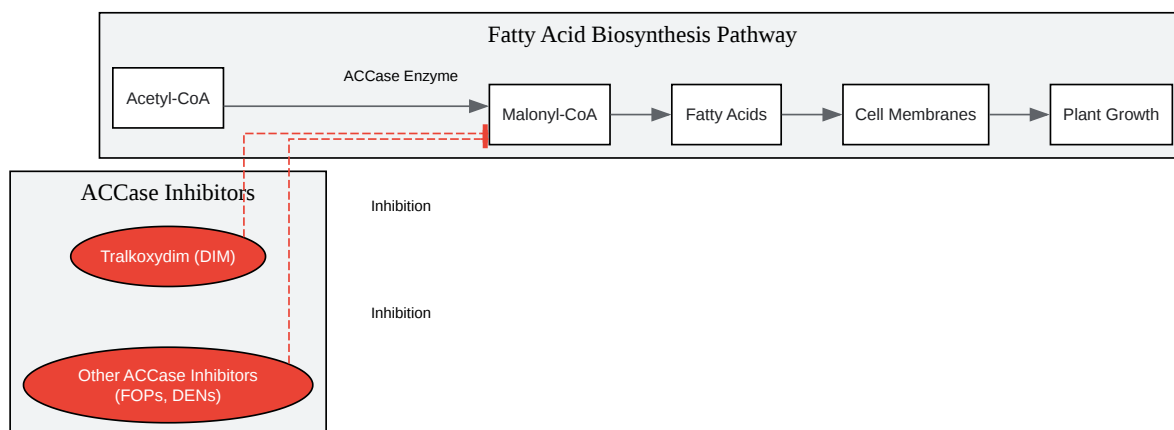 Fatty Acid Biosynthesis Pathway
ACCase Enzyme
Acetyl-CoA
Malonyl-CoA
Fatty Acids
Cell Membranes
Plant Growth
ACCase Inhibitors
Inhibition
Tralkoxydim (DIM)
Inhibition
Other ACCase Inhibitors
(FOPs, DENs)